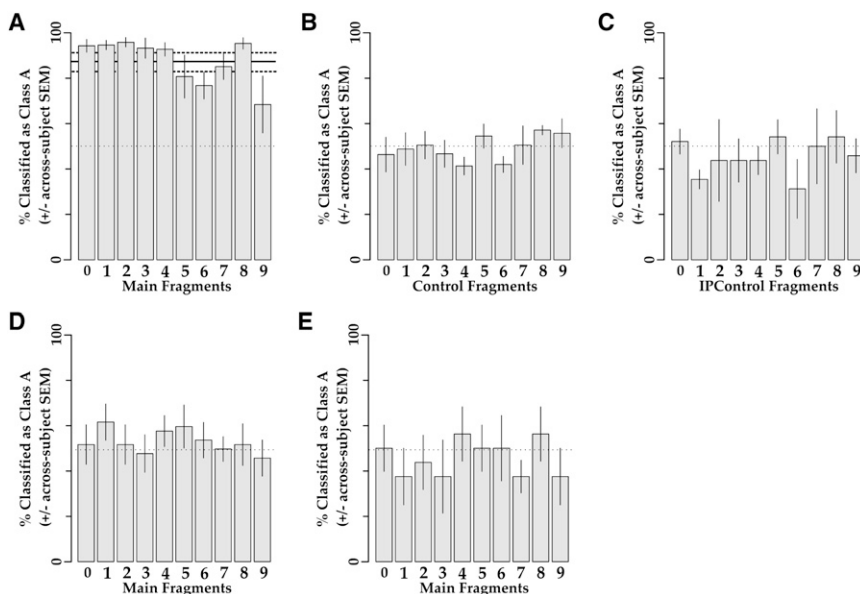 A
% Classified as Class A
(+/- across-subject SEM)
100
0
0 1 2 3 4 5 6 7 8 9
Main Fragments
B
% Classified as Class A
(+/- across-subject SEM)
100
0
0 1 2 3 4 5 6 7 8 9
Control Fragments
C
% Classified as Class A
(+/- across-subject SEM)
100
0
0 1 2 3 4 5 6 7 8 9
IPControl Fragments
D
% Classified as Class A
(+/- across-subject SEM)
100
0
0 1 2 3 4 5 6 7 8 9
Main Fragments
E
% Classified as Class A
(+/- across-subject SEM)
100
0
0 1 2 3 4 5 6 7 8 9
Main Fragments